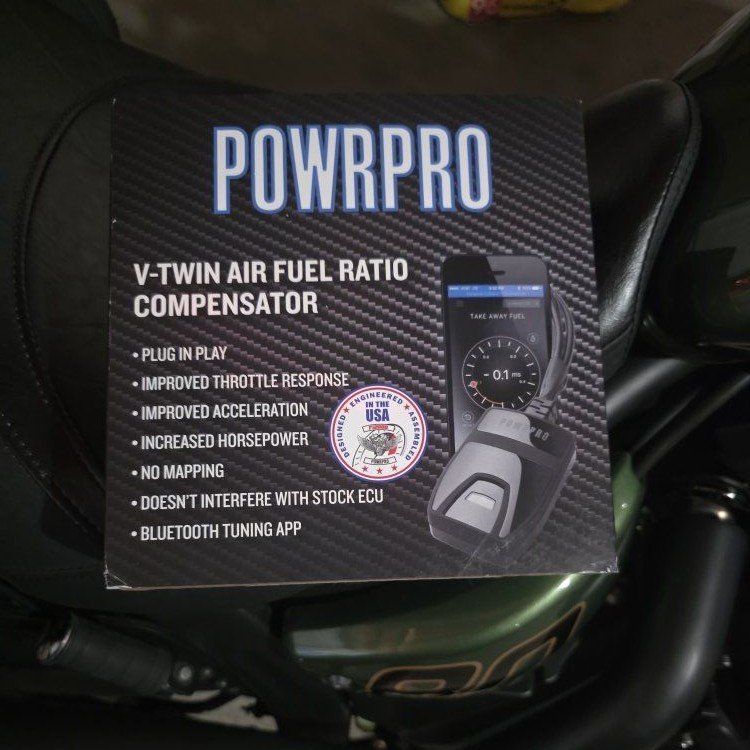 POWRPRO
V-TWIN AIR FUEL RATIO
COMPENSATOR
• PLUG IN PLAY
• IMPROVED THROTTLE RESPONSE
• IMPROVED ACCELERATION
• INCREASED HORSEPOWER
• NO MAPPING
• DOESN'T INTERFERE WITH STOCK ECU
• BLUETOOTH TUNING APP
DESIGNED ★ ENGINEERED ★ ASSEMBLED
IN THE
USA
POWRPRO
TAKE AWAY FUEL
- 0.1 ms
POWRPRO